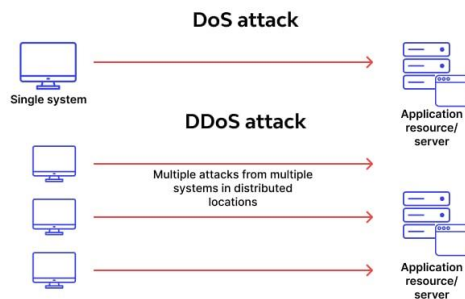 DoS attack
Single system
Application
resource/
server
DDoS attack
Multiple attacks from multiple
systems in distributed
locations
Application
resource/
server